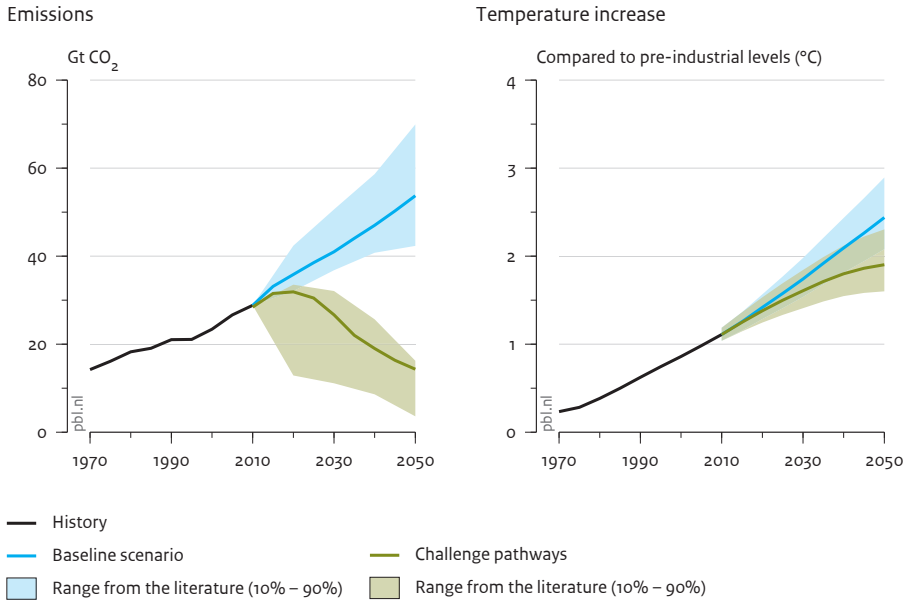 Emissions
Temperature increase
Gt CO2
Compared to pre-industrial levels (°C)
80
60
40
20
0
pbl.nl
1970 1990 2010 2030 2050
4
3
2
1
0
pbl.nl
1970 1990 2010 2030 2050
History
Baseline scenario
Challenge pathways
Range from the literature (10% – 90%)
Range from the literature (10% – 90%)